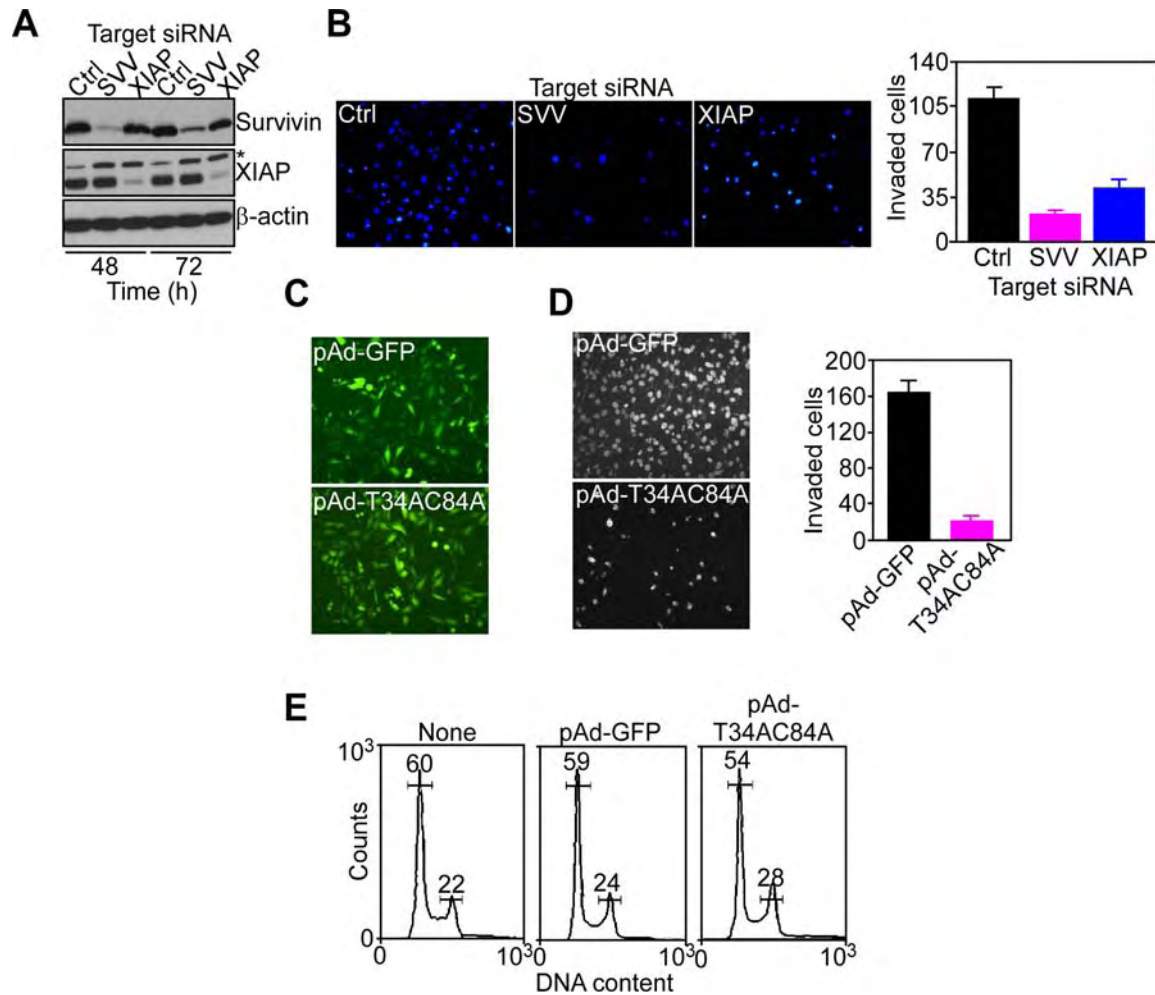 A
Target siRNA
Ctrl SVV XIAP Ctrl SVV XIAP
Survivin
*
XIAP
β-actin
48 72
Time (h)
B
Target siRNA
Ctrl SVV XIAP
Invaded cells
140
105
70
35
0
Ctrl SVV XIAP
Target siRNA
C
pAd-GFP
pAd-T34AC84A
D
pAd-GFP
pAd-T34AC84A
Invaded cells
200
160
120
80
40
0
pAd-GFP
pAd-
T34AC84A
E
None
pAd-GFP
pAd-
T34AC84A
10³
Counts
0
60
22
59
24
54
28
0 10³ 0 10³ 0 10³
DNA content